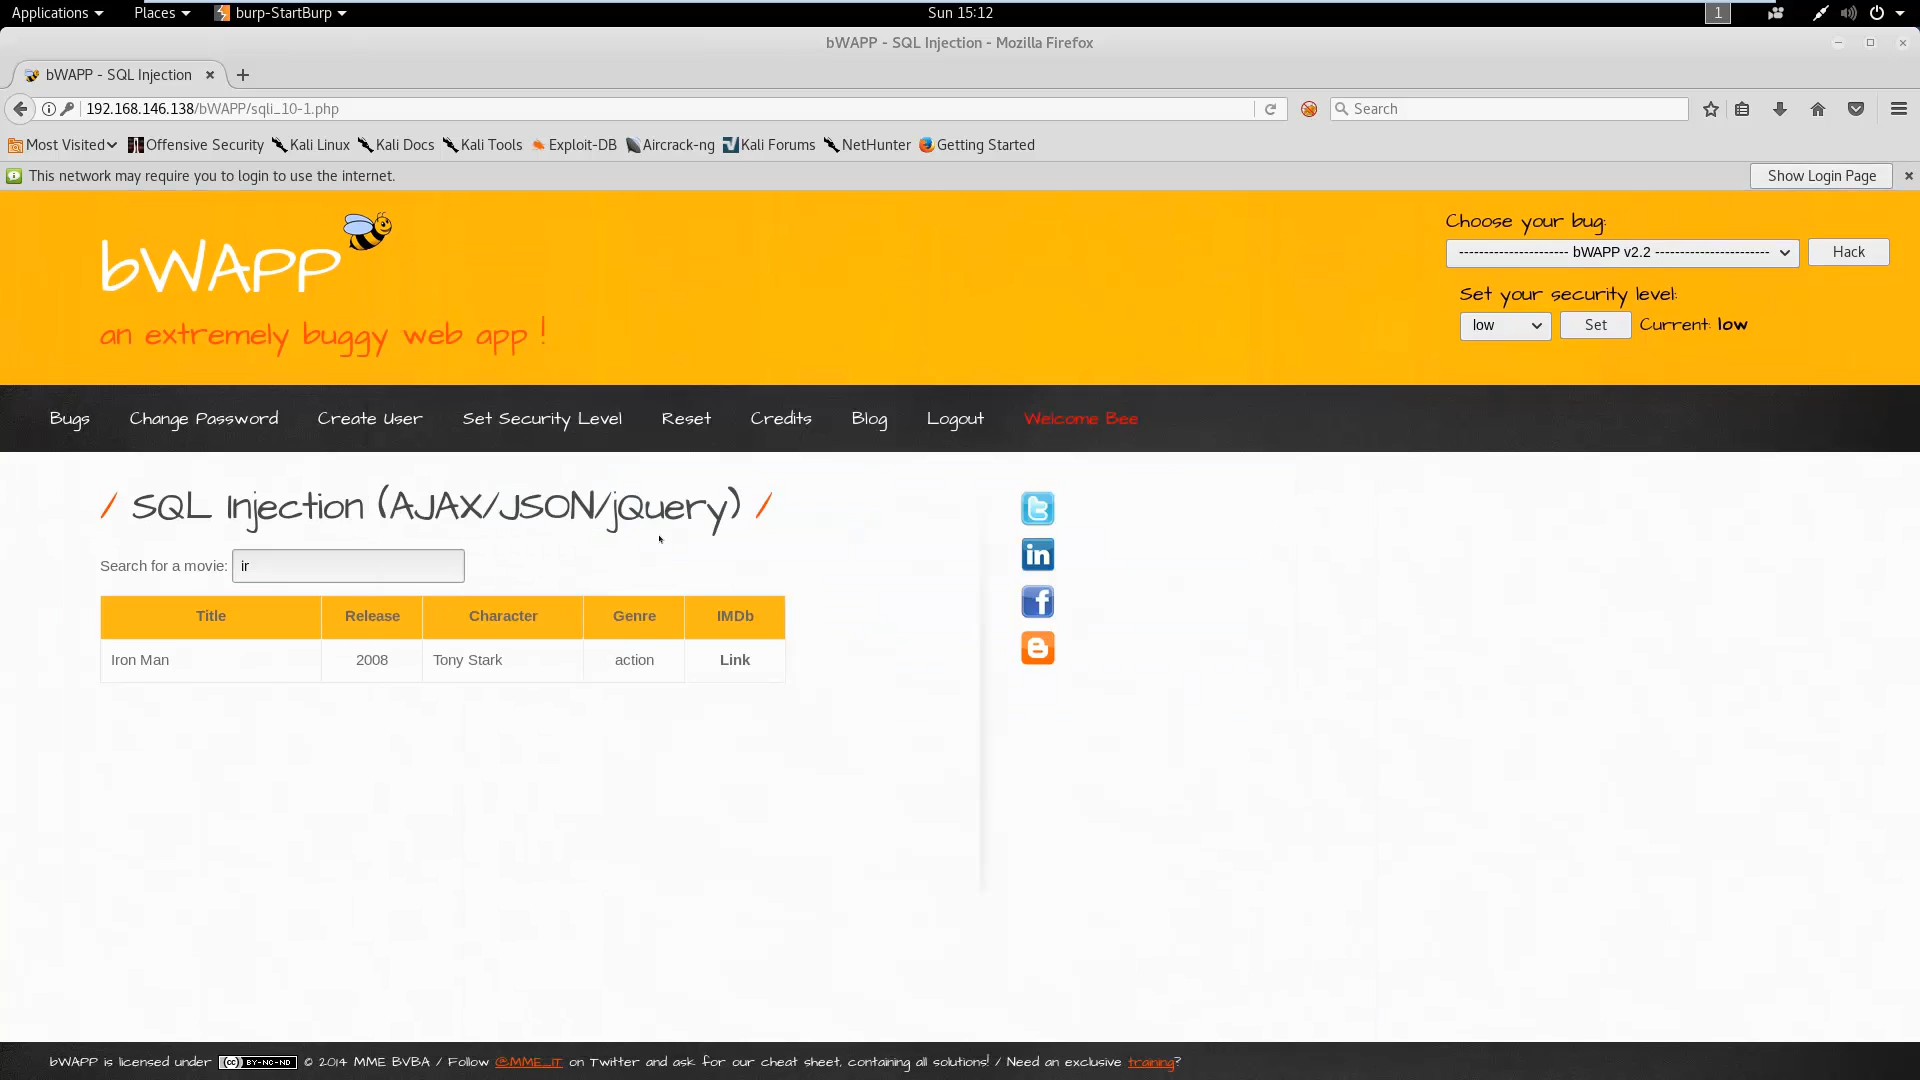 Applications Places burp-StartBurp Sun 15:12 1
bWAPP - SQL Injection - Mozilla Firefox
bWAPP - SQL Injection
192.168.146.138/bWAPP/sqli_10-1.php Search
Most Visited Offensive Security Kali Linux Kali Docs Kali Tools Exploit-DB Aircrack-ng Kali Forums NetHunter Getting Started
This network may require you to login to use the internet. Show Login Page
bWAPP
an extremely buggy web app !
Choose your bug:
---------------------- bWAPP v2.2 ----------------------- Hack
Set your security level:
low Set Current: low
Bugs Change Password Create User Set Security Level Reset Credits Blog Logout Welcome Bee
/ SQL Injection (AJAX/JSON/jQuery) /
Search for a movie: ir
Title Release Character Genre IMDb
Iron Man 2008 Tony Stark action Link
bWAPP is licensed under (cc) BY-NC-ND © 2014 MME BVBA / Follow @MME_IT on Twitter and ask for our cheat sheet, containing all solutions! / Need an exclusive training?